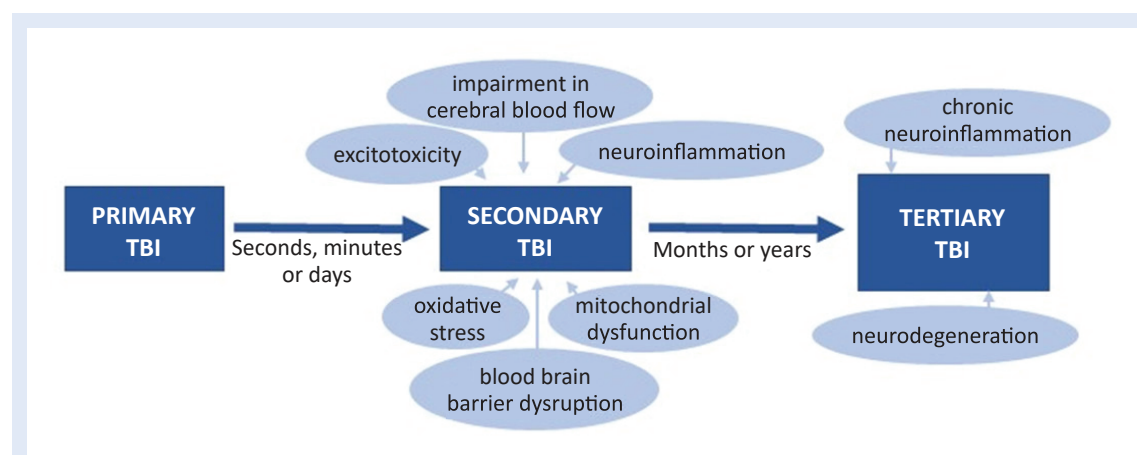 impairment in
cerebral blood flow
excitotoxicity
neuroinflammation
chronic
neuroinflammation
PRIMARY
TBI
Seconds, minutes
or days
SECONDARY
TBI
Months or years
TERTIARY
TBI
oxidative
stress
mitochondrial
dysfunction
blood brain
barrier dysruption
neurodegeneration